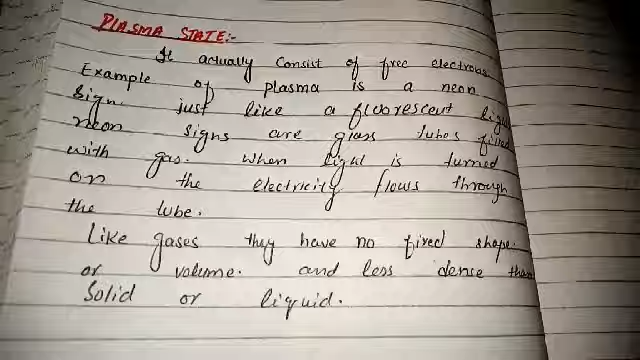 PLASMA STATE:-
It actually consist of free electrons.
Example of plasma is a neon
sign just like a fluorescent light
neon signs are glass tubes filled
with gas. when light is turned
on the electricity flows through
the tube.
Like gases they have no fixed shape
or volume. and less dense than
Solid or liquid.